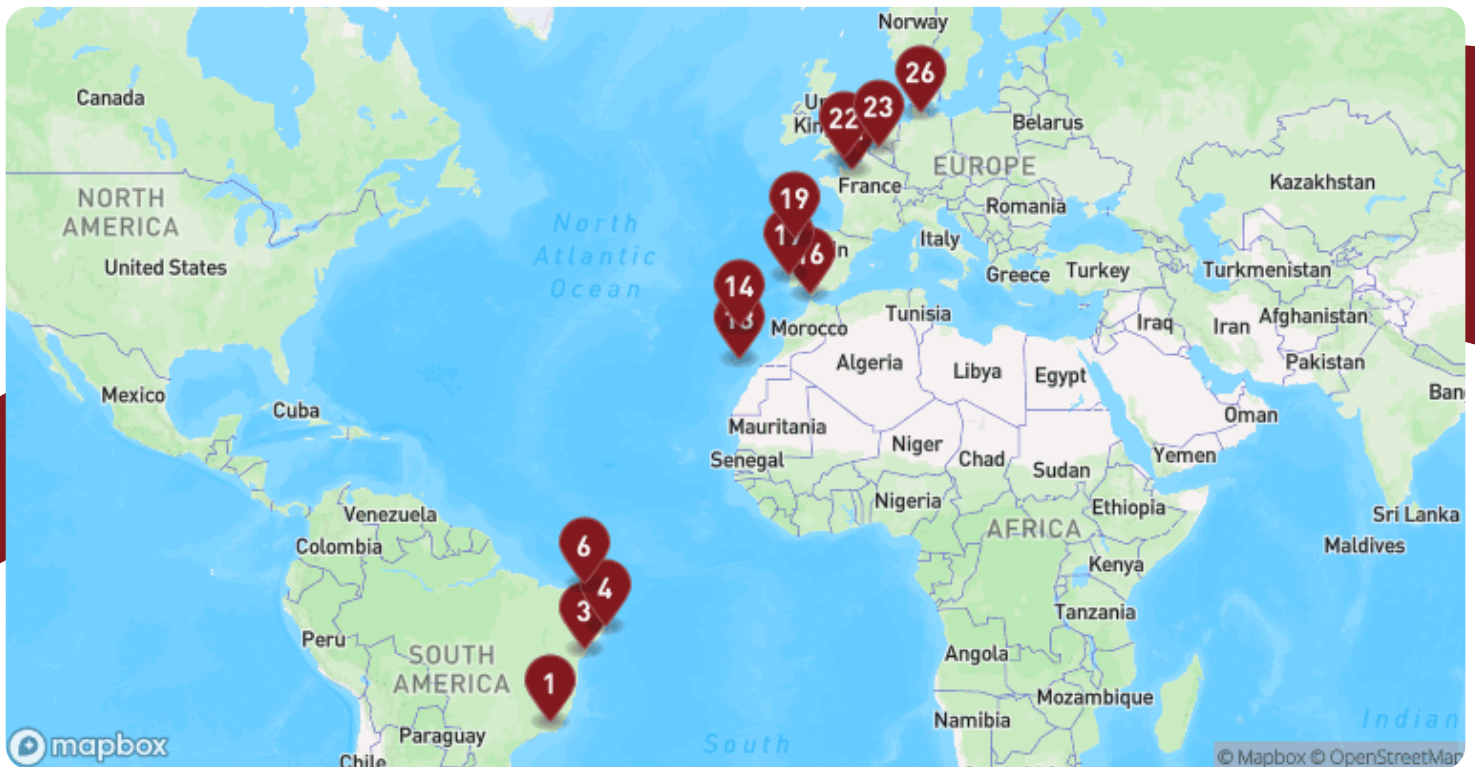 Norway
26
Canada
23
22
Belarus
EUROPE
NORTH
AMERICA
Kazakhstan
France
19
Romania
North
Atlantic
Ocean
Italy
16
United States
Greece
Turkey
Turkmenistan
14
Tunisia
Afghanistan
Morocco
Iraq
Iran
Algeria
Libya
Egypt
Pakistan
Mexico
Cuba
Oman
Mauritania
Niger
Chad
Sudan
Yemen
Senegal
Nigeria
Ethiopia
Venezuela
AFRICA
Sri Lanka
Colombia
6
Maldives
Kenya
4
3
Tanzania
Peru
SOUTH
AMERICA
Angola
1
Mozambique
Namibia
Paraguay
South
Indian
mapbox
Chile
© Mapbox © OpenStreetMap